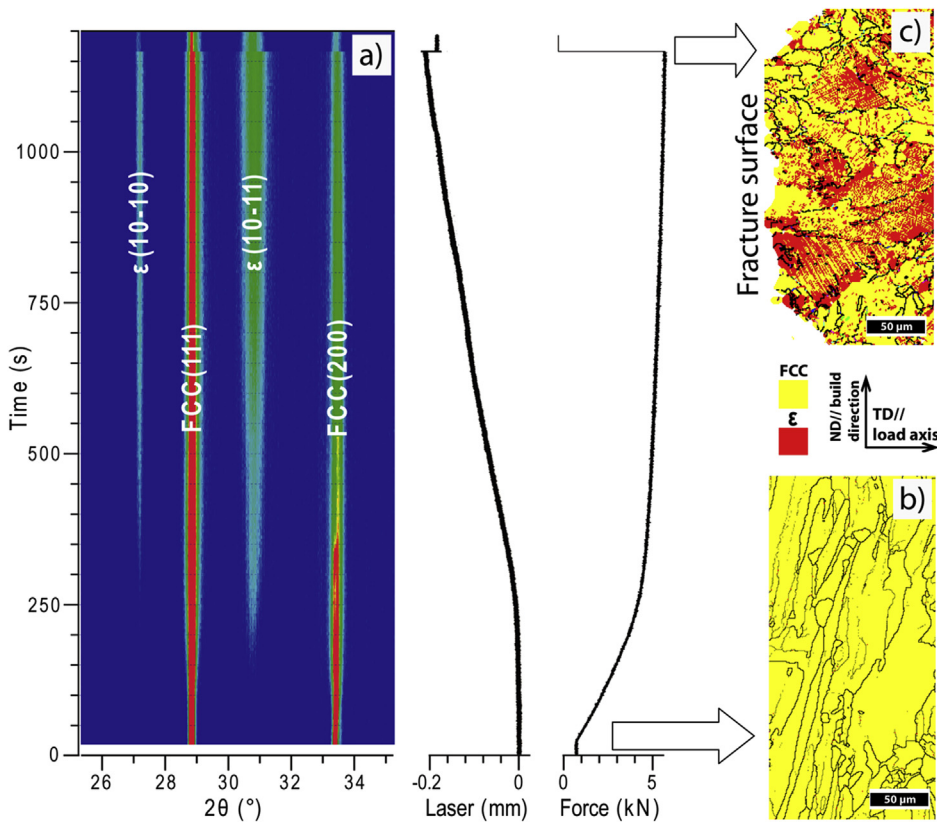 a)
Time (s)
1000
750
500
250
0
ε (10-10)
FCC(111)
ε (10-11)
FCC(200)
26
28
30
32
34
2θ (°)
-0.2
0
Laser (mm)
0
5
Force (kN)
c)
Fracture surface
50 µm
FCC
ε
ND// build
direction
TD//
load axis
b)
50 µm